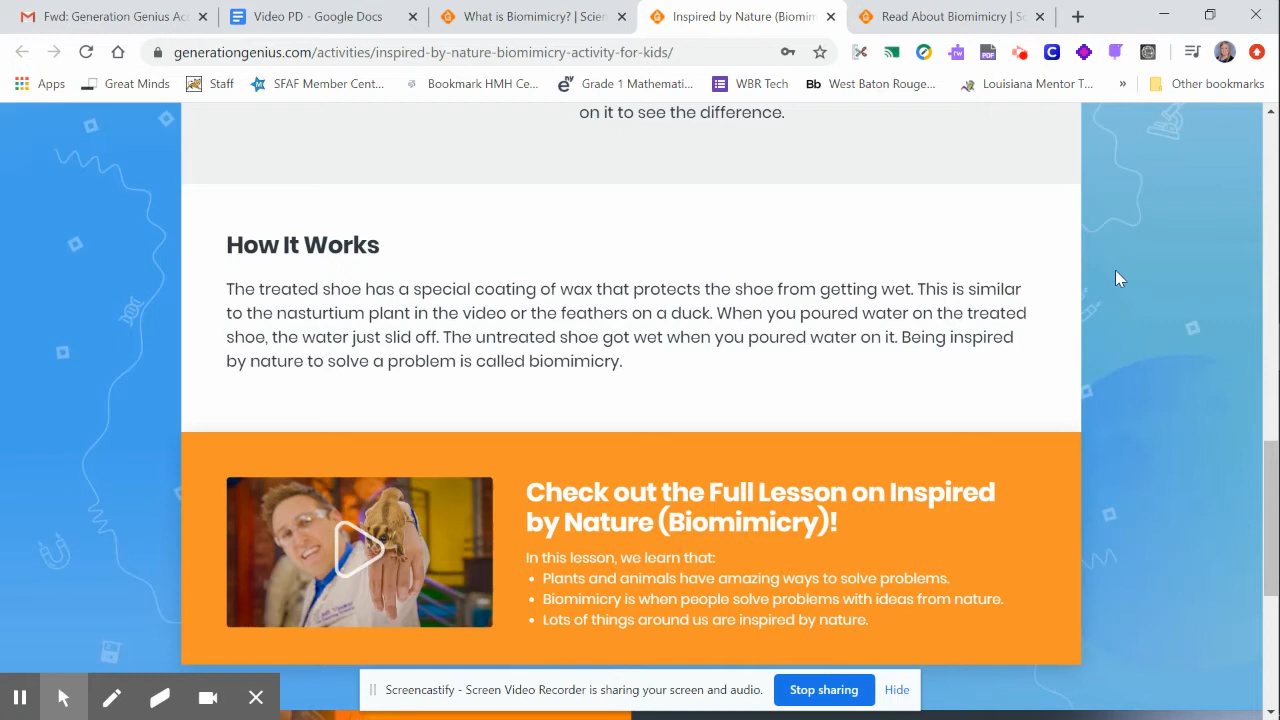 Fwd: Generation Genius Acc
Video PD - Google Docs
What is Biomimicry? | Scien
Inspired by Nature (Biomim
Read About Biomimicry | Sc
generationgenius.com/activities/inspired-by-nature-biomimicry-activity-for-kids/
Apps
Great Minds
Staff
SFAF Member Cent...
Bookmark HMH Ce...
Grade 1 Mathemati...
WBR Tech
Bb West Baton Rouge...
Louisiana Mentor T...
»
Other bookmarks
on it to see the difference.
How It Works
The treated shoe has a special coating of wax that protects the shoe from getting wet. This is similar
to the nasturtium plant in the video or the feathers on a duck. When you poured water on the treated
shoe, the water just slid off. The untreated shoe got wet when you poured water on it. Being inspired
by nature to solve a problem is called biomimicry.
Check out the Full Lesson on Inspired
by Nature (Biomimicry)!
In this lesson, we learn that:
• Plants and animals have amazing ways to solve problems.
• Biomimicry is when people solve problems with ideas from nature.
• Lots of things around us are inspired by nature.
Screencastify - Screen Video Recorder is sharing your screen and audio.
Stop sharing
Hide